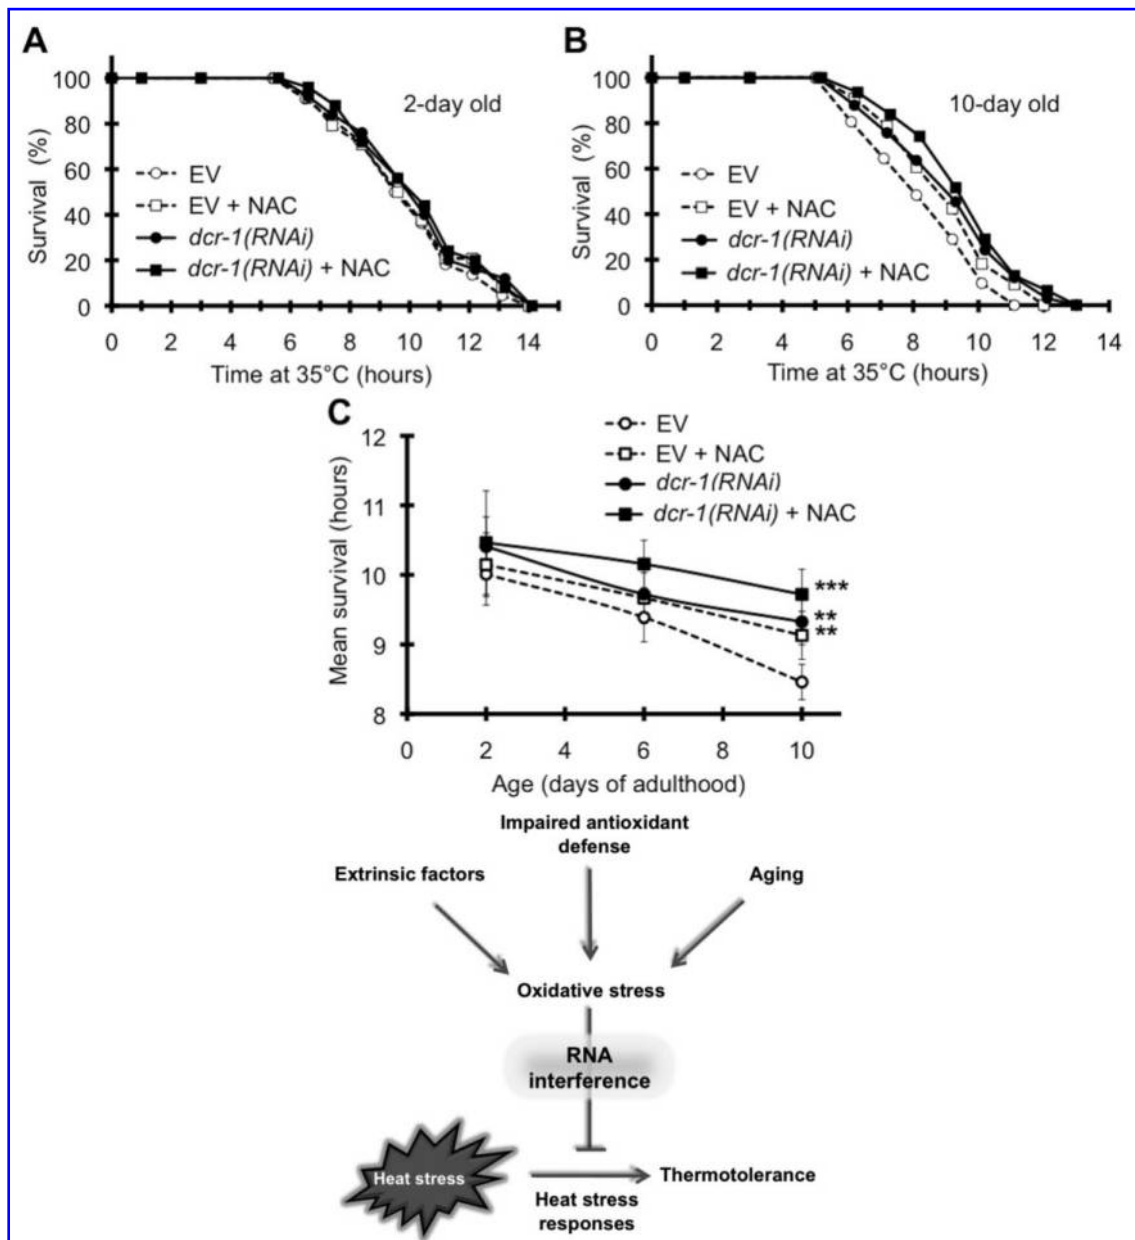 A
2-day old
Survival (%)
100
80
60
40
20
0
EV
EV + NAC
dcr-1(RNAi)
dcr-1(RNAi) + NAC
0 2 4 6 8 10 12 14
Time at 35°C (hours)
B
10-day old
Survival (%)
100
80
60
40
20
0
EV
EV + NAC
dcr-1(RNAi)
dcr-1(RNAi) + NAC
0 2 4 6 8 10 12 14
Time at 35°C (hours)
C
EV
EV + NAC
dcr-1(RNAi)
dcr-1(RNAi) + NAC
Mean survival (hours)
12
11
10
9
8
***
**
**
0 2 4 6 8 10
Age (days of adulthood)
Impaired antioxidant
defense
Extrinsic factors
Aging
Oxidative stress
RNA
interference
Heat stress
Thermotolerance
Heat stress
responses